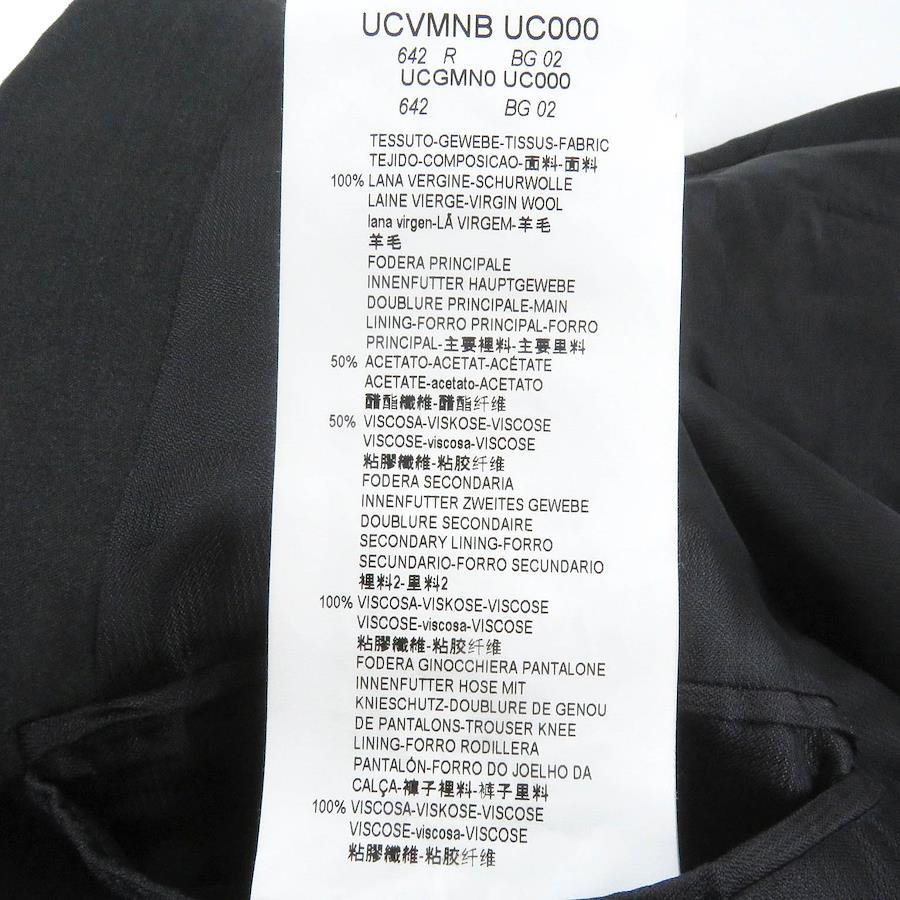 UCVMNB UC000
642 R BG 02
UCGMN0 UC000
642 BG 02
TESSUTO-GEWEBE-TISSUS-FABRIC
TEJIDO-COMPOSICAO-面料-面料
100% LANA VERGINE-SCHURWOLLE
LAINE VIERGE-VIRGIN WOOL
lana virgen-LÃ VIRGEM-羊毛
羊毛
FODERA PRINCIPALE
INNENFUTTER HAUPTGEWEBE
DOUBLURE PRINCIPALE-MAIN
LINING-FORRO PRINCIPAL-FORRO
PRINCIPAL-主要裡料-主要里料
50% ACETATO-ACETAT-ACÉTATE
ACETATE-acetato-ACETATO
醋酯纖維-醋酯纤维
50% VISCOSA-VISKOSE-VISCOSE
VISCOSE-viscosa-VISCOSE
粘膠纖維-粘胶纤维
FODERA SECONDARIA
INNENFUTTER ZWEITES GEWEBE
DOUBLURE SECONDAIRE
SECONDARY LINING-FORRO
SECUNDARIO-FORRO SECUNDARIO
裡料2-里料2
100% VISCOSA-VISKOSE-VISCOSE
VISCOSE-viscosa-VISCOSE
粘膠纖維-粘胶纤维
FODERA GINOCCHIERA PANTALONE
INNENFUTTER HOSE MIT
KNIESCHUTZ-DOUBLURE DE GENOU
DE PANTALONS-TROUSER KNEE
LINING-FORRO RODILLERA
PANTALÓN-FORRO DO JOELHO DA
CALÇA-褲子裡料-裤子里料
100% VISCOSA-VISKOSE-VISCOSE
VISCOSE-viscosa-VISCOSE
粘膠纖維-粘胶纤维